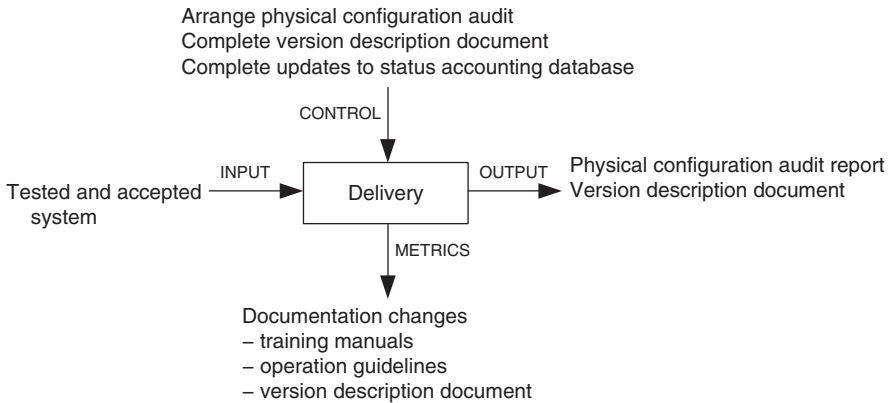 Arrange physical configuration audit
Complete version description document
Complete updates to status accounting database
CONTROL
INPUT
OUTPUT
Tested and accepted
system
Delivery
Physical configuration audit report
Version description document
METRICS
Documentation changes
– training manuals
– operation guidelines
– version description document